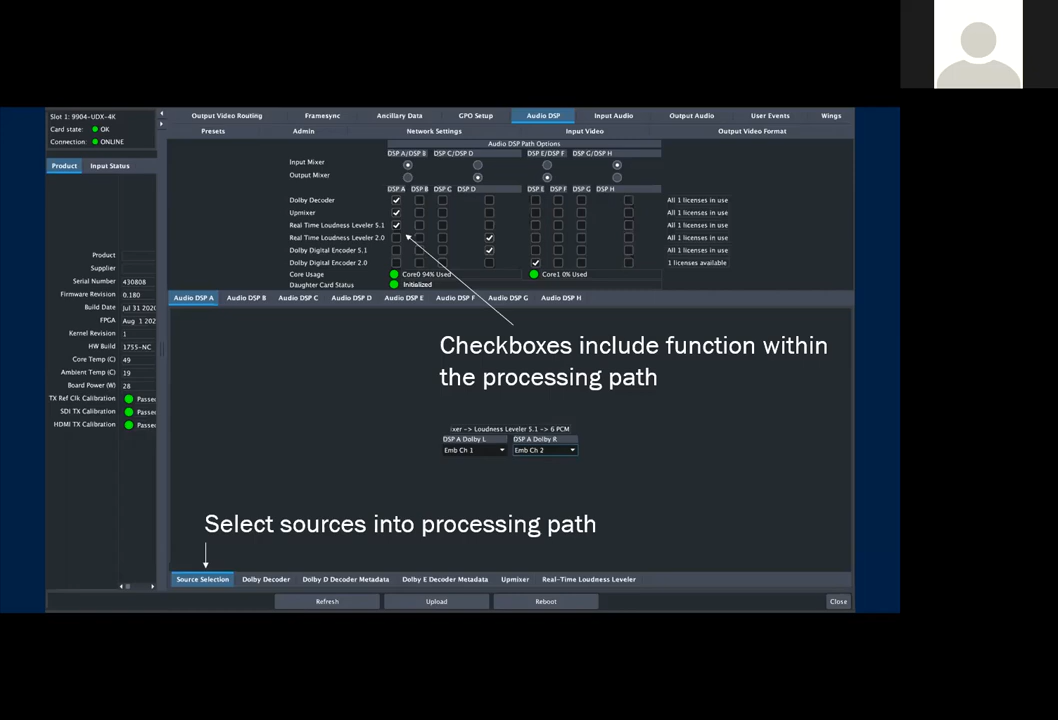 Slot 1: 9904-UDX-4K
Card state: OK
Connection: ONLINE
Product Input Status
Product
Supplier
Serial Number 430808
Firmware Revision 0.180
Build Date Jul 31 202
FPGA Aug 1 202
Kernel Revision 1
HW Build 1755-NC
Core Temp (C) 49
Ambient Temp (C) 19
Board Power (W) 28
TX Ref Clk Calibration Passe
SDI TX Calibration Passe
HDMI TX Calibration Passe
Output Video Routing Framesync Ancillary Data GPO Setup Audio DSP Input Audio Output Audio User Events Wings
Presets Admin Network Settings Input Video Output Video Format
Audio DSP Path Options
DSP A/DSP B DSP C/DSP D DSP E/DSP F DSP G/DSP H
Input Mixer
Output Mixer
DSP A DSP B DSP C DSP D DSP E DSP F DSP G DSP H
Dolby Decoder All 1 licenses in use
Upmixer All 1 licenses in use
Real Time Loudness Leveler 5.1 All 1 licenses in use
Real Time Loudness Leveler 2.0 All 1 licenses in use
Dolby Digital Encoder 5.1 All 1 licenses in use
Dolby Digital Encoder 2.0 1 licenses available
Core Usage Core0 94% Used Core1 0% Used
Daughter Card Status Initialized
Audio DSP A Audio DSP B Audio DSP C Audio DSP D Audio DSP E Audio DSP F Audio DSP G Audio DSP H
Checkboxes include function within
the processing path
ixer -> Loudness Leveler 5.1 -> 6 PCM
DSP A Dolby L DSP A Dolby R
Emb Ch 1 Emb Ch 2
Select sources into processing path
Source Selection Dolby Decoder Dolby D Decoder Metadata Dolby E Decoder Metadata Upmixer Real-Time Loudness Leveler
Refresh Upload Reboot Close